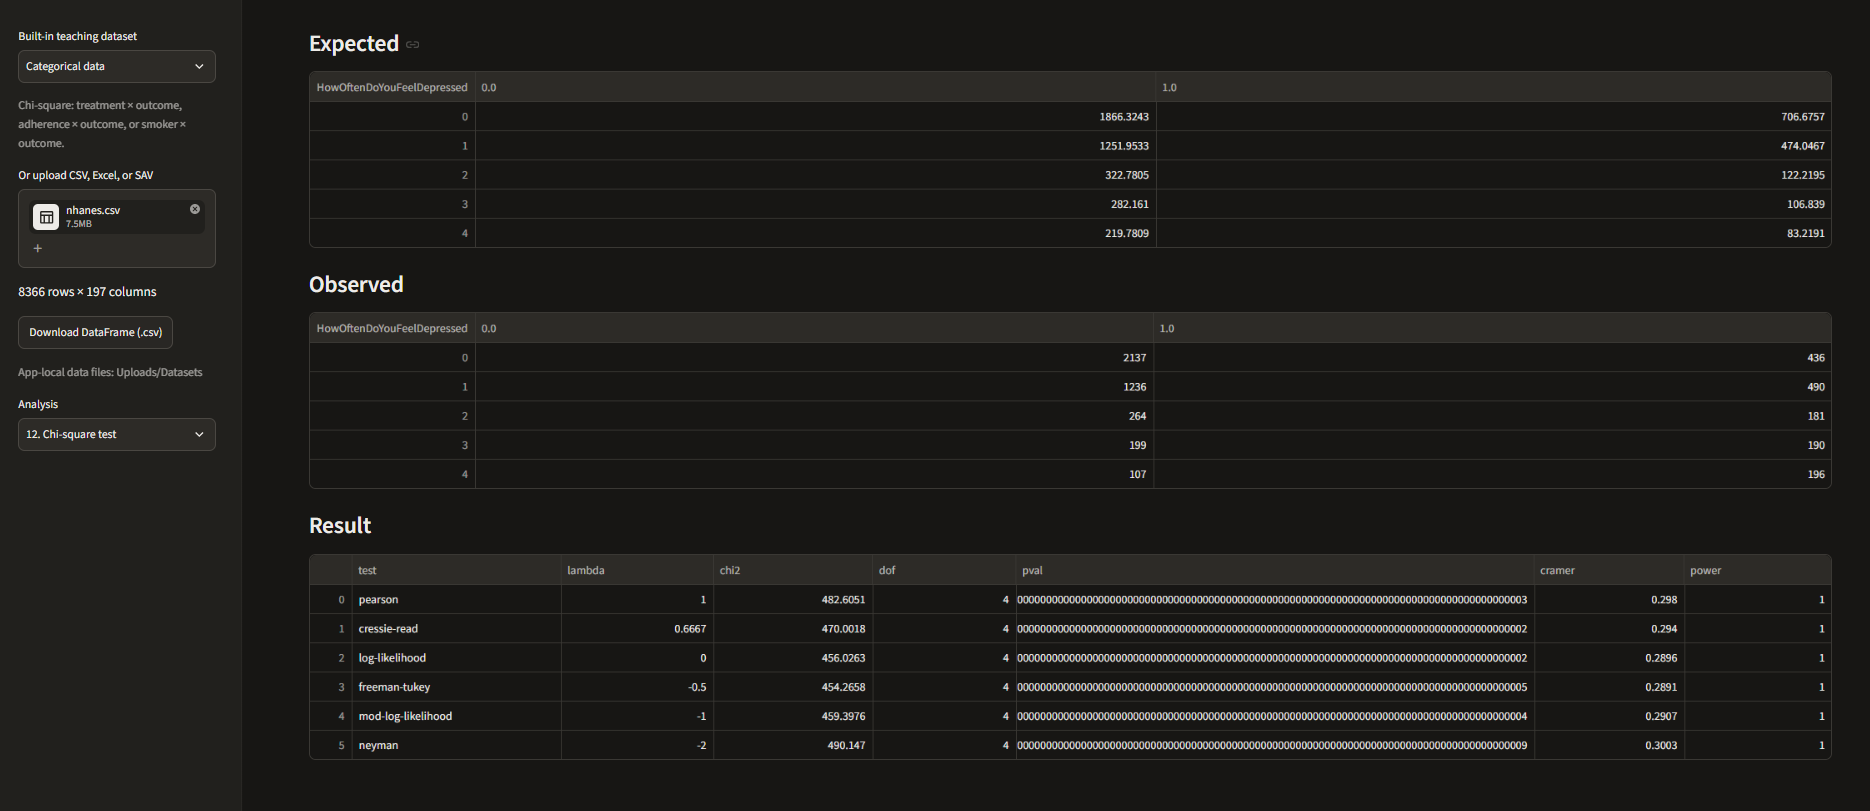 Built-in teaching dataset
Categorical data
Chi-square: treatment × outcome,
adherence × outcome, or smoker ×
outcome.
Or upload CSV, Excel, or SAV
nhanes.csv
7.5MB
+
8366 rows × 197 columns
Download DataFrame (.csv)
App-local data files: Uploads/Datasets
Analysis
12. Chi-square test
Expected
HowOftenDoYouFeelDepressed 0.0 1.0
0 1866.3243 706.6757
1 1251.9533 474.0467
2 322.7805 122.2195
3 282.161 106.839
4 219.7809 83.2191
Observed
HowOftenDoYouFeelDepressed 0.0 1.0
0 2137 436
1 1236 490
2 264 181
3 199 190
4 107 196
Result
test lambda chi2 dof pval cramer power
0 pearson 1 482.6051 4 0.298 1
1 cressie-read 0.6667 470.0018 4 0.294 1
2 log-likelihood 0 456.0263 4 0.2896 1
3 freeman-tukey -0.5 454.2658 4 0.2891 1
4 mod-log-likelihood -1 459.3976 4 0.2907 1
5 neyman -2 490.147 4 0.3003 1